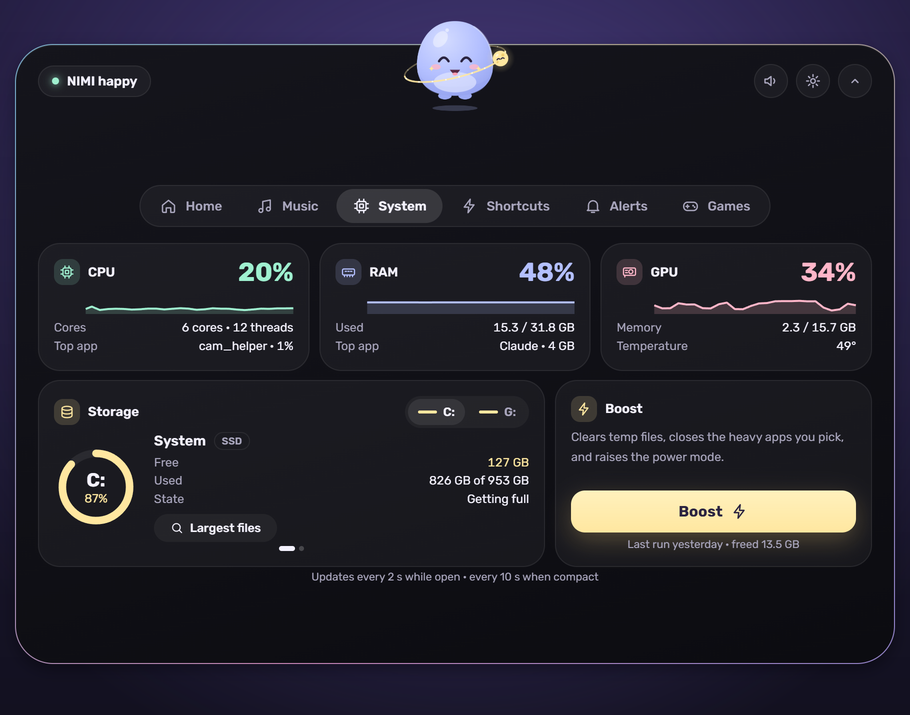 NIMI happy
Home
Music
System
Shortcuts
Alerts
Games
CPU
20%
Cores
6 cores • 12 threads
Top app
cam_helper • 1%
RAM
48%
Used
15.3 / 31.8 GB
Top app
Claude • 4 GB
GPU
34%
Memory
2.3 / 15.7 GB
Temperature
49°
Storage
C:
G:
C:
87%
System
SSD
Free
127 GB
Used
826 GB of 953 GB
State
Getting full
Largest files
Boost
Clears temp files, closes the heavy apps you pick,
and raises the power mode.
Boost
Last run yesterday • freed 13.5 GB
Updates every 2 s while open • every 10 s when compact